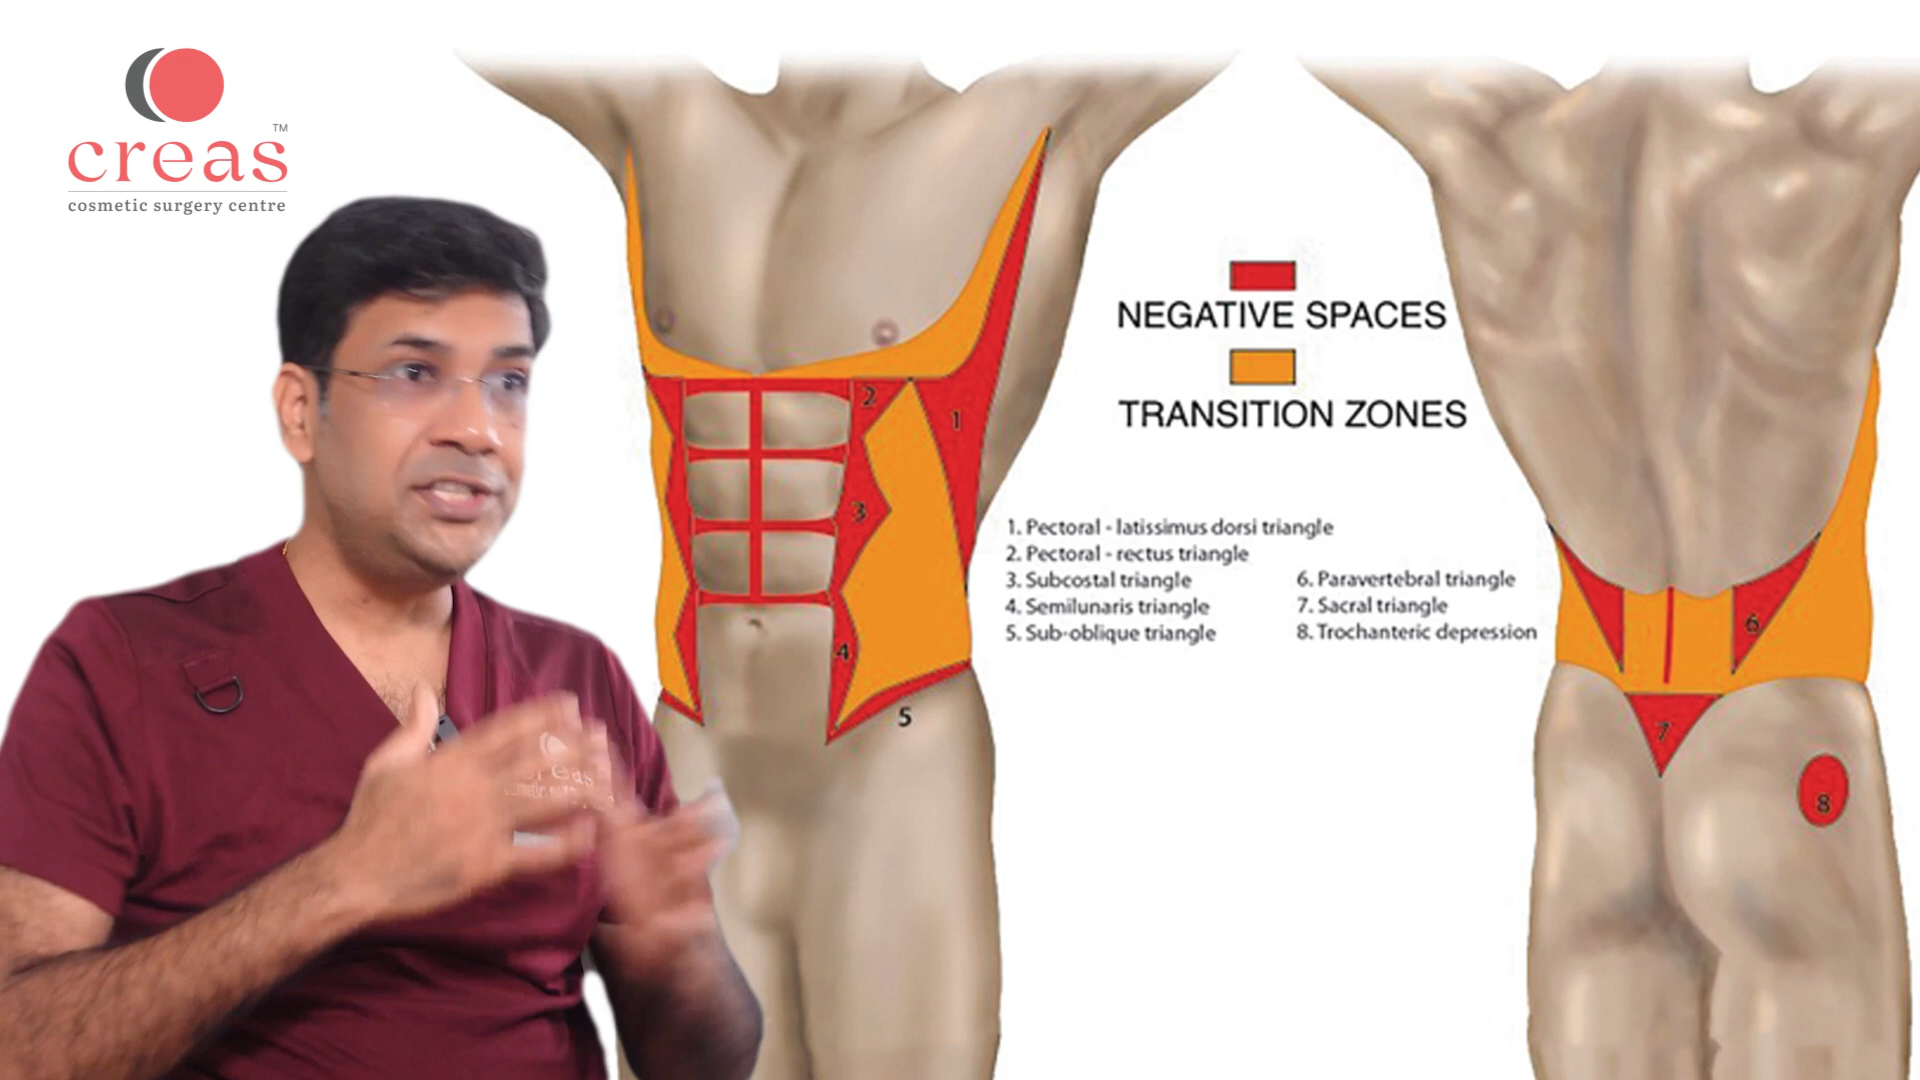 creas
TM
cosmetic surgery centre
NEGATIVE SPACES
TRANSITION ZONES
1. Pectoral - latissimus dorsi triangle
2. Pectoral - rectus triangle
3. Subcostal triangle
4. Semilunaris triangle
5. Sub-oblique triangle
6. Paravertebral triangle
7. Sacral triangle
8. Trochanteric depression
1
2
3
4
5
6
7
8
creas